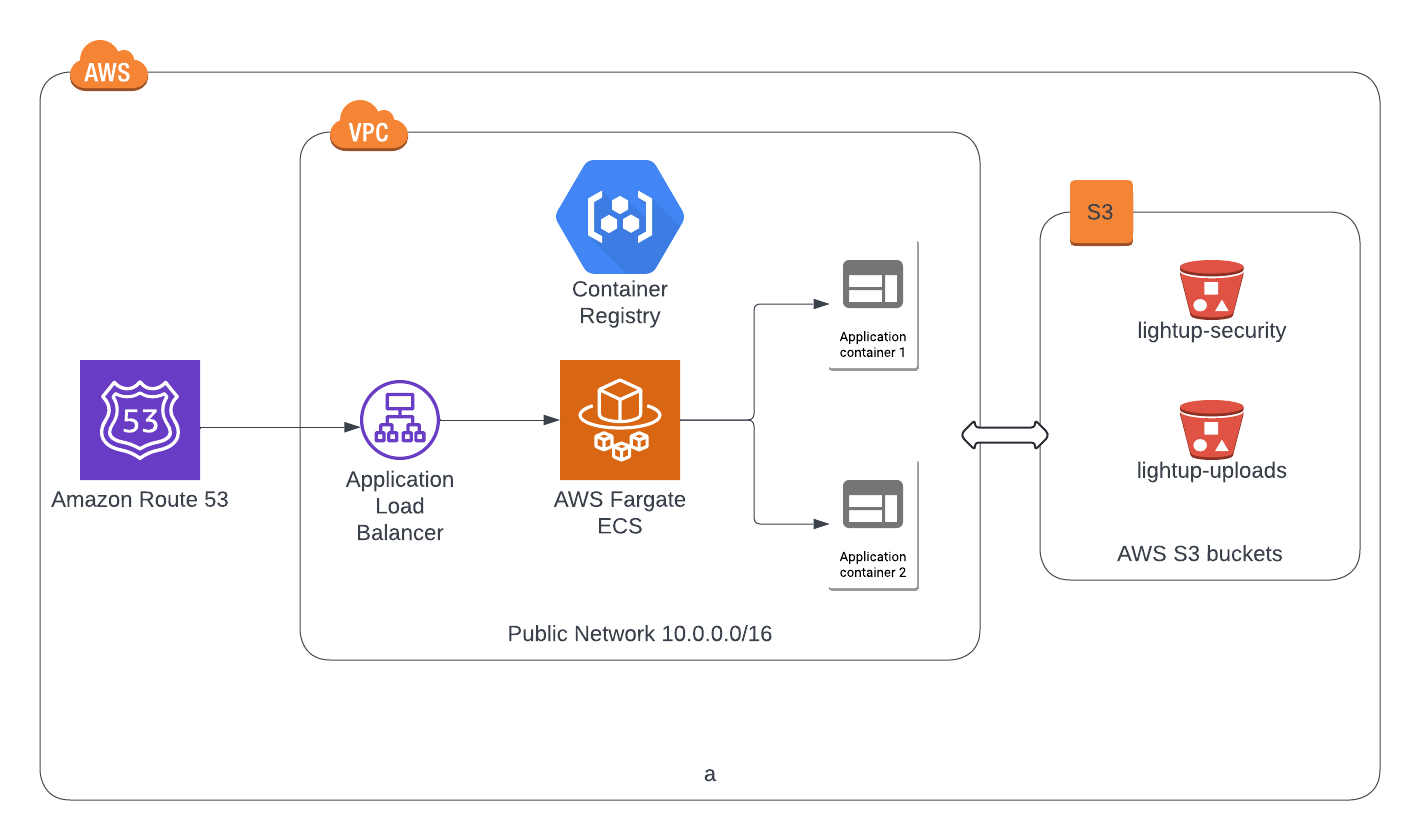 AWS
VPC
Container
Registry
S3
Application
container 1
lightup-security
53
Amazon Route 53
Application
Load
Balancer
AWS Fargate
ECS
lightup-uploads
Application
container 2
AWS S3 buckets
Public Network 10.0.0.0/16
a